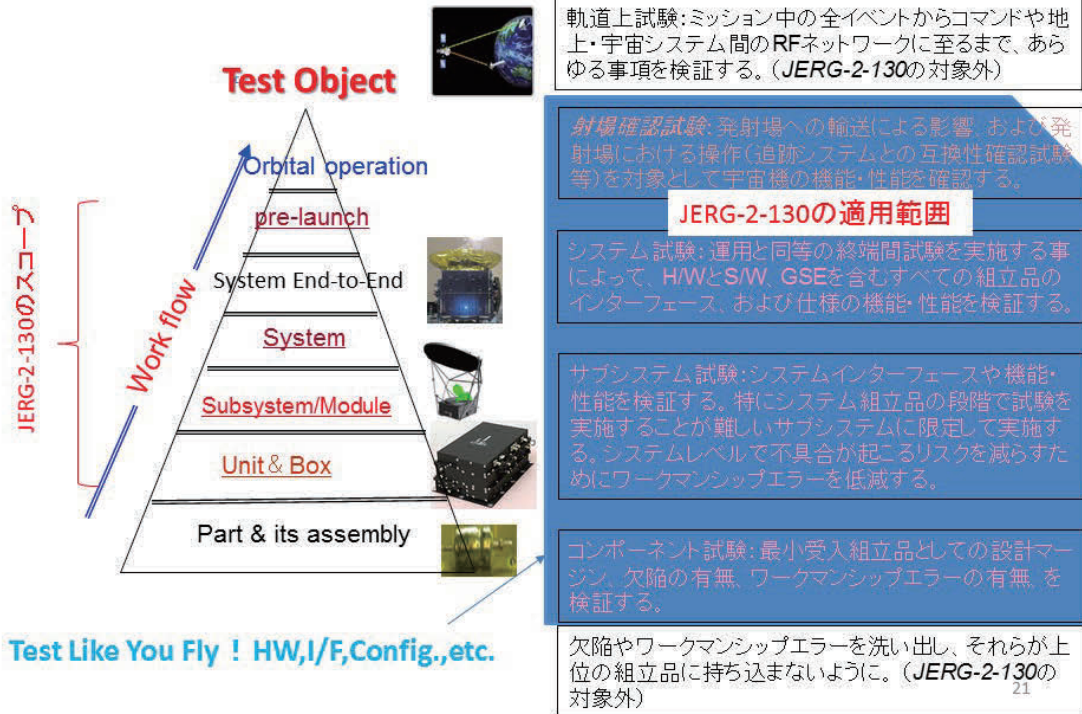 Test Object
Orbital operation
pre-launch
System End-to-End
System
Subsystem/Module
Unit＆Box
Part & its assembly
Work flow
JERG-2-130のスコープ
Test Like You Fly！HW,I/F,Config.,etc.
軌道上試験：ミッション中の全イベントからコマンドや地
上・宇宙システム間のRFネットワークに至るまで、あら
ゆる事項を検証する。（JERG-2-130の対象外）
射場確認試験：発射場への輸送による影響、および発
射場における操作（追跡システムとの互換性確認試験
等）を対象として宇宙機の機能・性能を確認する。
JERG-2-130の適用範囲
システム試験：運用と同等の終端間試験を実施する事
によって、H/WとS/W、GSEを含むすべての組立品の
インターフェース、および仕様の機能・性能を検証する。
サブシステム試験：システムインターフェースや機能・
性能を検証する。特にシステム組立品の段階で試験を
実施することが難しいサブシステムに限定して実施す
る。システムレベルで不具合が起こるリスクを減らすた
めにワークマンシップエラーを低減する。
コンポーネント試験：最小受入組立品としての設計マー
ジン、欠陥の有無、ワークマンシップエラーの有無、を
検証する。
欠陥やワークマンシップエラーを洗い出し、それらが上
位の組立品に持ち込まないように。（JERG-2-130の
対象外）
21